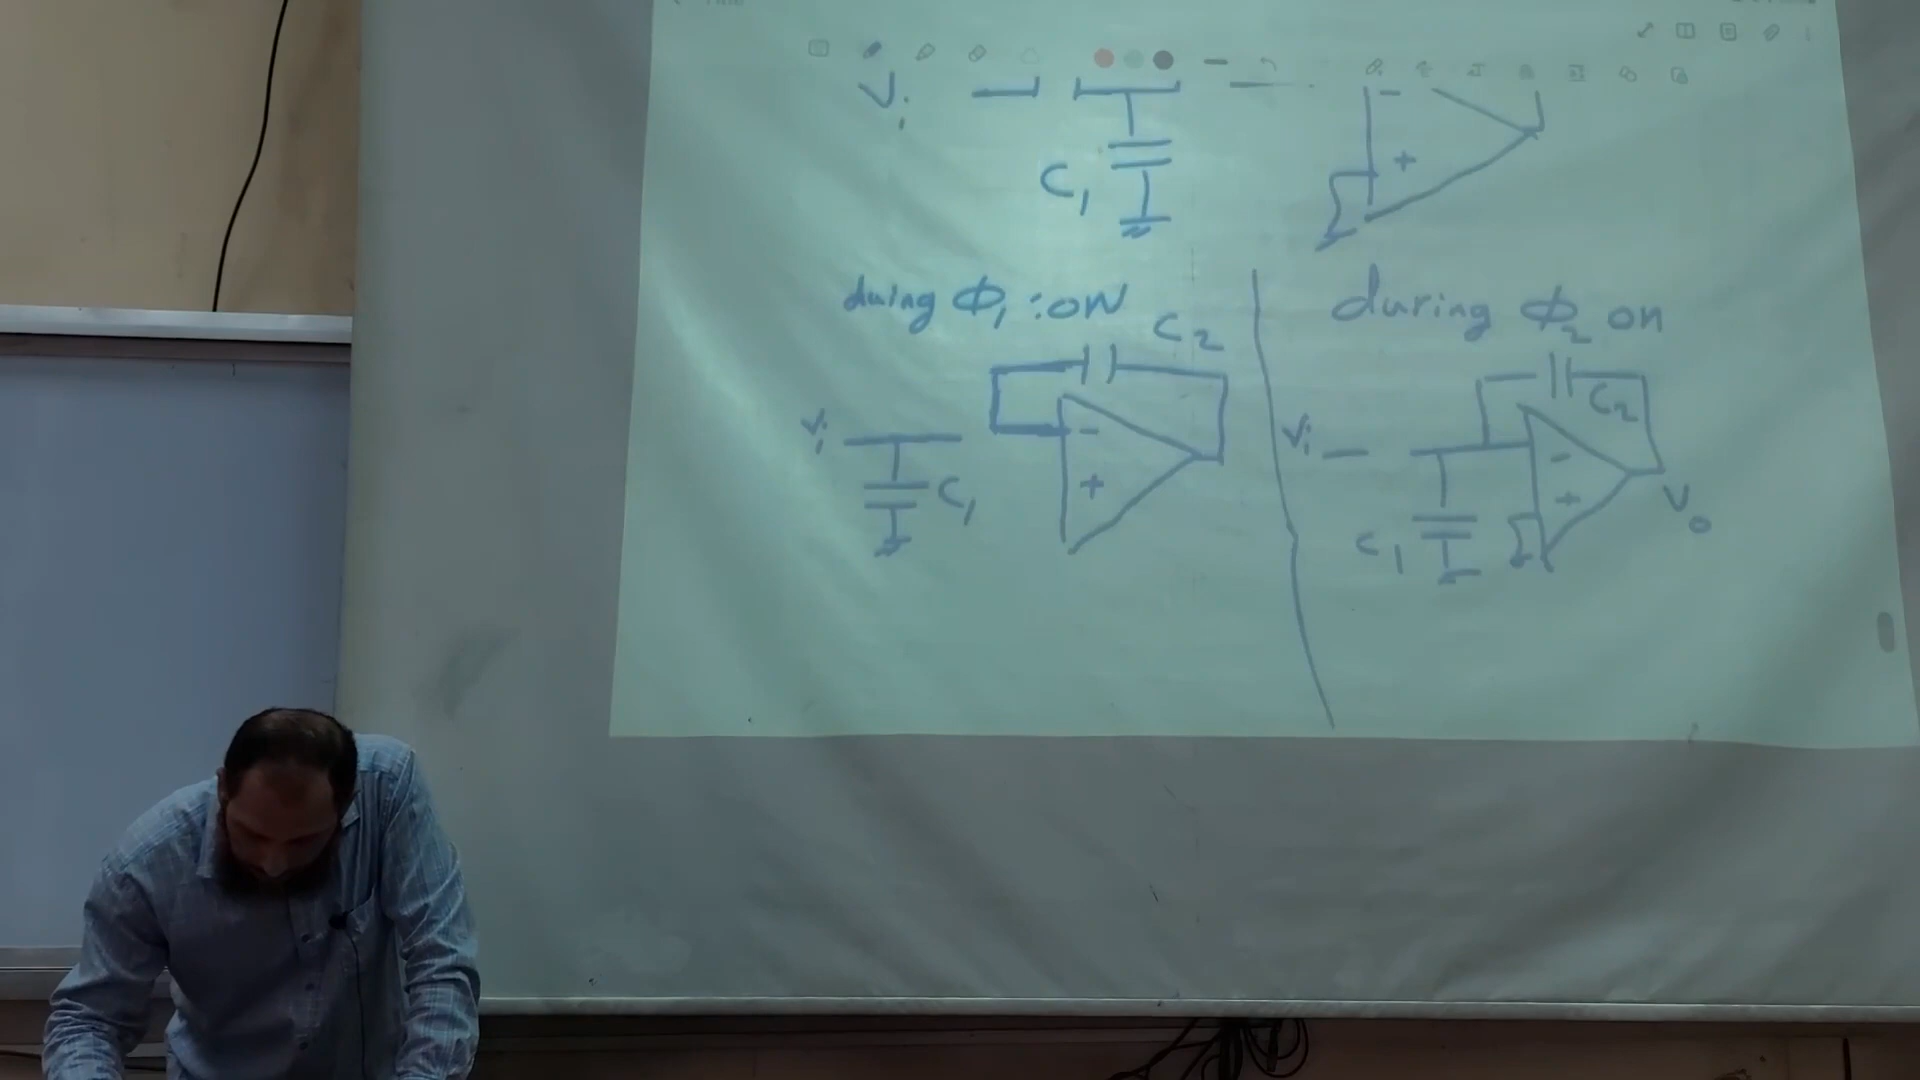 Vi - +
C1
during Φ1 : ON
during Φ2 on
C2
C2
Vi - C1 +
Vi - + C1
Vo